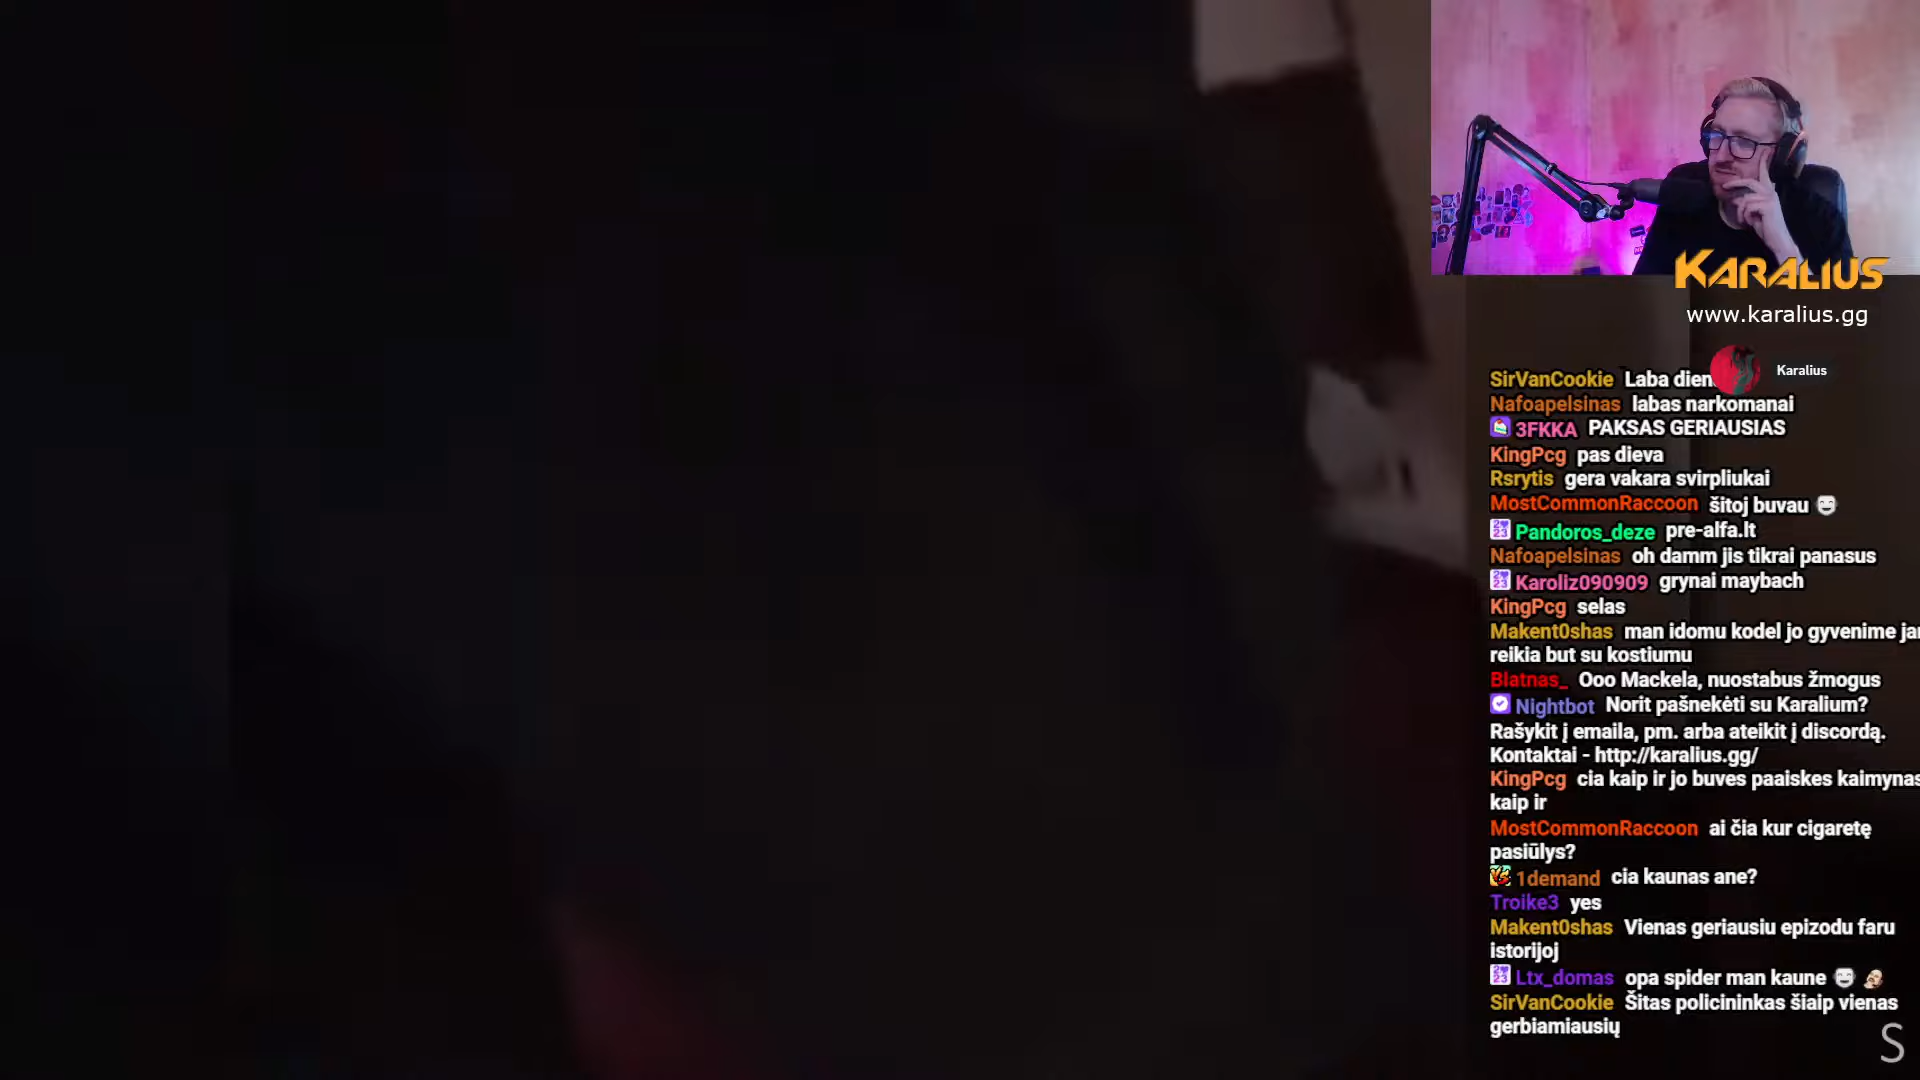 KARALIUS
www.karalius.gg
Karalius
SirVanCookie Laba dien
Nafoapelsinas labas narkomanai
3FKKA PAKSAS GERIAUSIAS
KingPcg pas dieva
Rsrytis gera vakara svirpliukai
MostCommonRaccoon šitoj buvau
Pandoros_deze pre-alfa.lt
Nafoapelsinas oh damm jis tikrai panasus
Karoliz090909 grynai maybach
KingPcg selas
Makent0shas man idomu kodel jo gyvenime jam
reikia but su kostiumu
Blatnas_ Ooo Mackela, nuostabus žmogus
Nightbot Norit pašnekėti su Karalium?
Rašykit į emaila, pm. arba ateikit į discordą.
Kontaktai - http://karalius.gg/
KingPcg cia kaip ir jo buves paaiskes kaimynas
kaip ir
MostCommonRaccoon ai čia kur cigaretę
pasiūlys?
1demand cia kaunas ane?
Troike3 yes
Makent0shas Vienas geriausiu epizodu faru
istorijoj
Ltx_domas opa spider man kaune
SirVanCookie Šitas policininkas šiaip vienas
gerbiamiausių
S